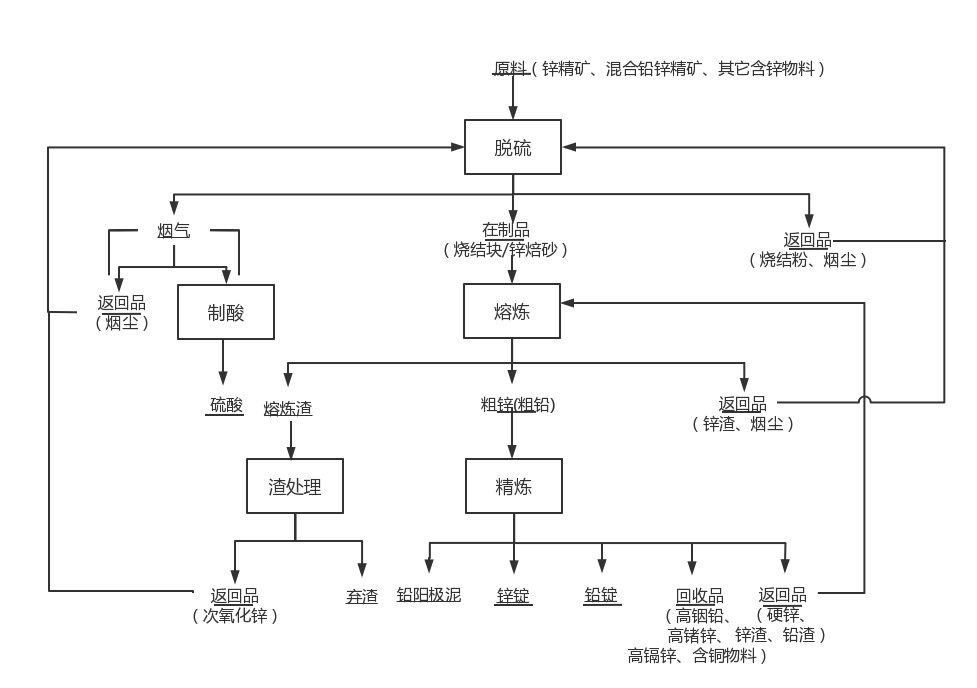 原料（锌精矿、混合铅锌精矿、其它含锌物料）
脱硫
烟气
在制品
（烧结块/锌焙砂）
返回品
（烧结粉、烟尘）
返回品
（烟尘）
制酸
熔炼
硫酸
熔炼渣
粗锌(粗铅)
返回品
（锌渣、烟尘）
渣处理
精炼
返回品
（次氧化锌）
弃渣
铅阳极泥
锌锭
铅锭
回收品
（高铟铅、
高锗锌、
高镉锌、含铜物料）
返回品
（硬锌、
锌渣、铅渣）